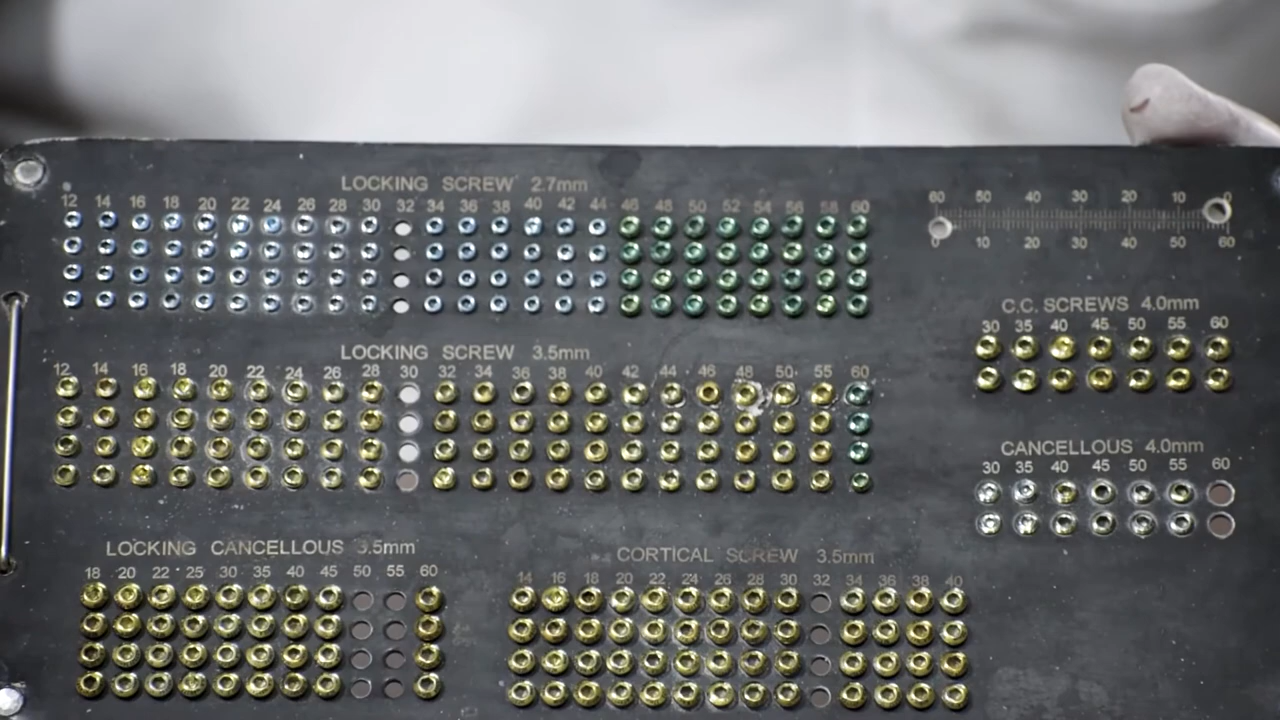 LOCKING SCREW 2.7mm
12 14 16 18 20 22 24 26 28 30 32 34 36 38 40 42 44 46 48 50 52 54 56 58 60
60 50 40 30 20 10 0
0 10 20 30 40 50 60
C.C. SCREWS 4.0mm
30 35 40 45 50 55 60
LOCKING SCREW 3.5mm
12 14 16 18 20 22 24 26 28 30 32 34 36 38 40 42 44 46 48 50 55 60
CANCELLOUS 4.0mm
30 35 40 45 50 55 60
LOCKING CANCELLOUS 3.5mm
18 20 22 25 30 35 40 45 50 55 60
CORTICAL SCREW 3.5mm
14 16 18 20 22 24 26 28 30 32 34 36 38 40